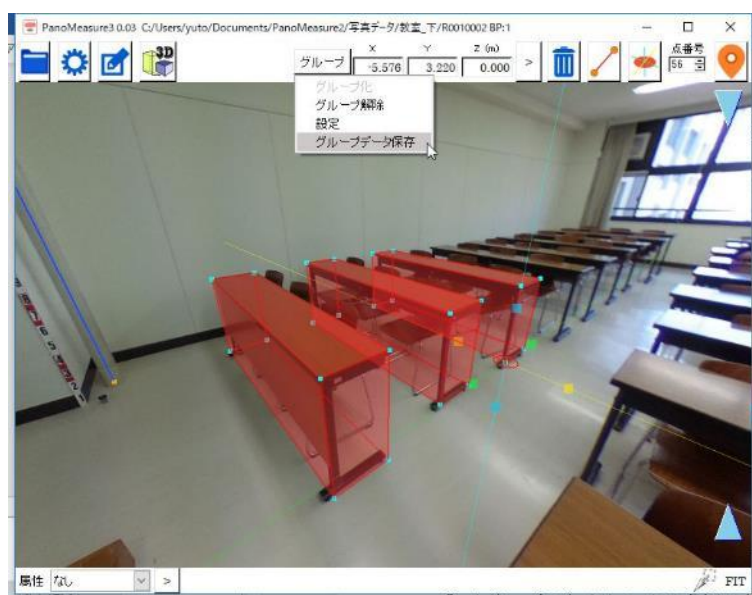 PanoMeasure3 0.03 C:/Users/yuto/Documents/PanoMeasure2/写真データ/教室_下/R0010002 BP:1
3D
グループ
X Y Z (m)
-5.576 3.220 0.000
>
点番号
56
グループ化
グループ解除
設定
グループデータ保存
属性 なし >
FIT